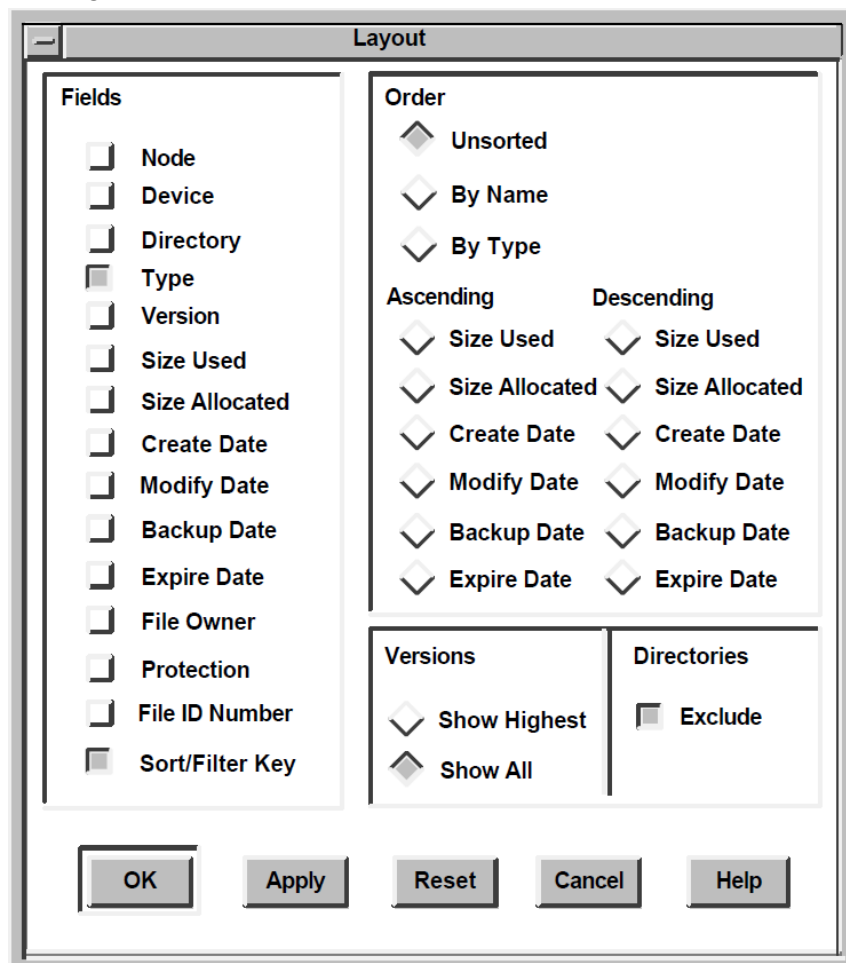 Layout
Fields
Node
Device
Directory
Type
Version
Size Used
Size Allocated
Create Date
Modify Date
Backup Date
Expire Date
File Owner
Protection
File ID Number
Sort/Filter Key
Order
Unsorted
By Name
By Type
Ascending
Size Used
Size Allocated
Create Date
Modify Date
Backup Date
Expire Date
Descending
Size Used
Size Allocated
Create Date
Modify Date
Backup Date
Expire Date
Versions
Show Highest
Show All
Directories
Exclude
OK
Apply
Reset
Cancel
Help